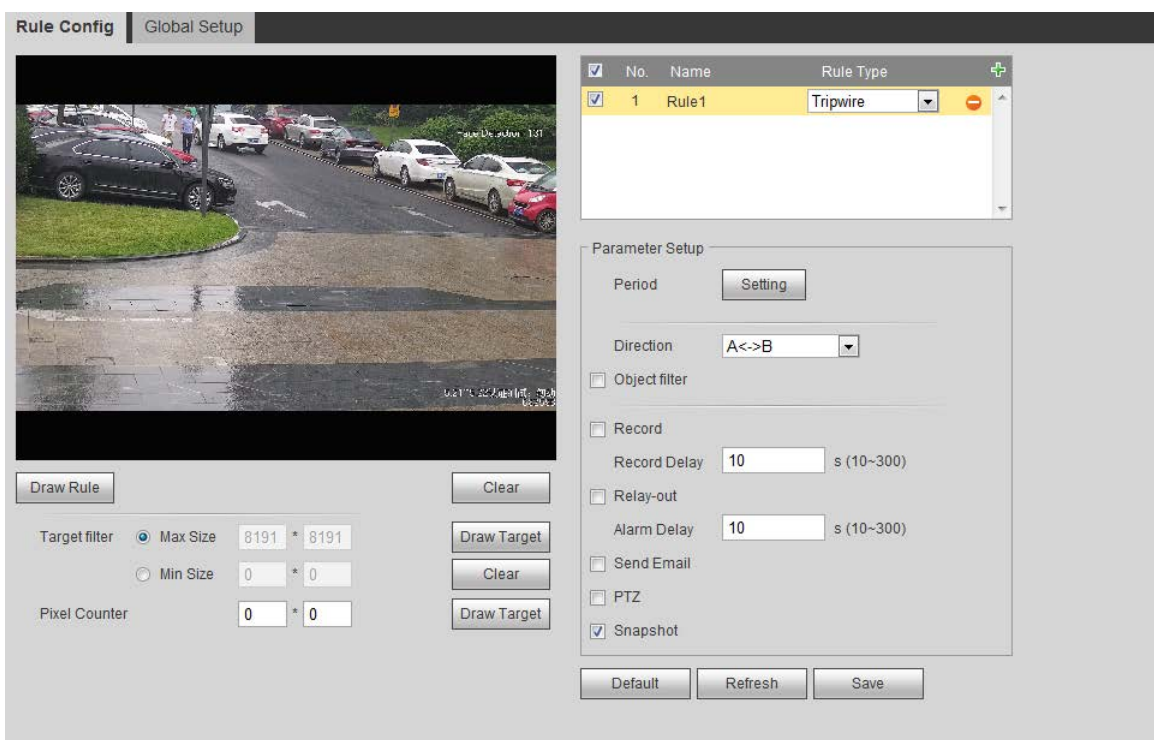 Rule Config Global Setup
No. Name Rule Type
1 Rule1 Tripwire
Parameter Setup
Period Setting
Direction A<->B
Object filter
Record
Record Delay 10 s (10~300)
Relay-out
Alarm Delay 10 s (10~300)
Send Email
PTZ
Snapshot
Default Refresh Save
Draw Rule Clear
Target filter Max Size 8191 * 8191 Draw Target
Min Size 0 * 0 Clear
Pixel Counter 0 * 0 Draw Target